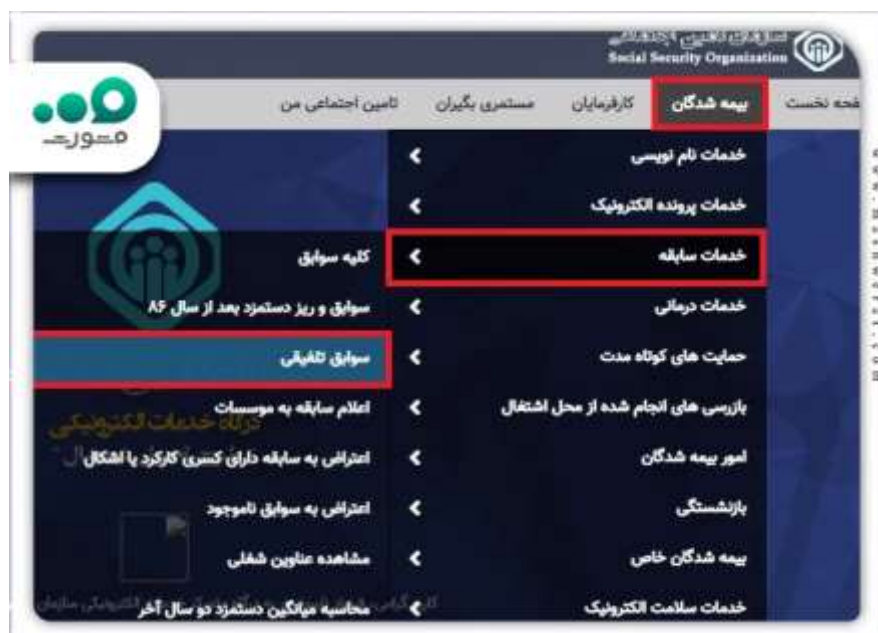 سازمان تامین اجتماعی
Social Security Organization
صفحه نخست
بیمه شدگان
کارفرمایان
مستمری بگیران
تامین اجتماعی من
مشورت
خدمات نام نویسی
خدمات پرونده الکترونیک
خدمات سابقه
خدمات درمانی
حمایت های کوتاه مدت
بازرسی های انجام شده از محل اشتغال
امور بیمه شدگان
بازنشستگی
بیمه شدگان خاص
خدمات سلامت الکترونیک
کلیه سوابق
سوابق و ریز دستمزد بعد از سال ۸۶
سوابق تلفیقی
اعلام سابقه به موسسات
اعتراض به سابقه دارای کسری کارکرد یا اشکال
اعتراض به سوابق ناموجود
مشاهده عناوین شغلی
محاسبه میانگین دستمزد دو سال آخر
درگاه خدمات الکترونیکی